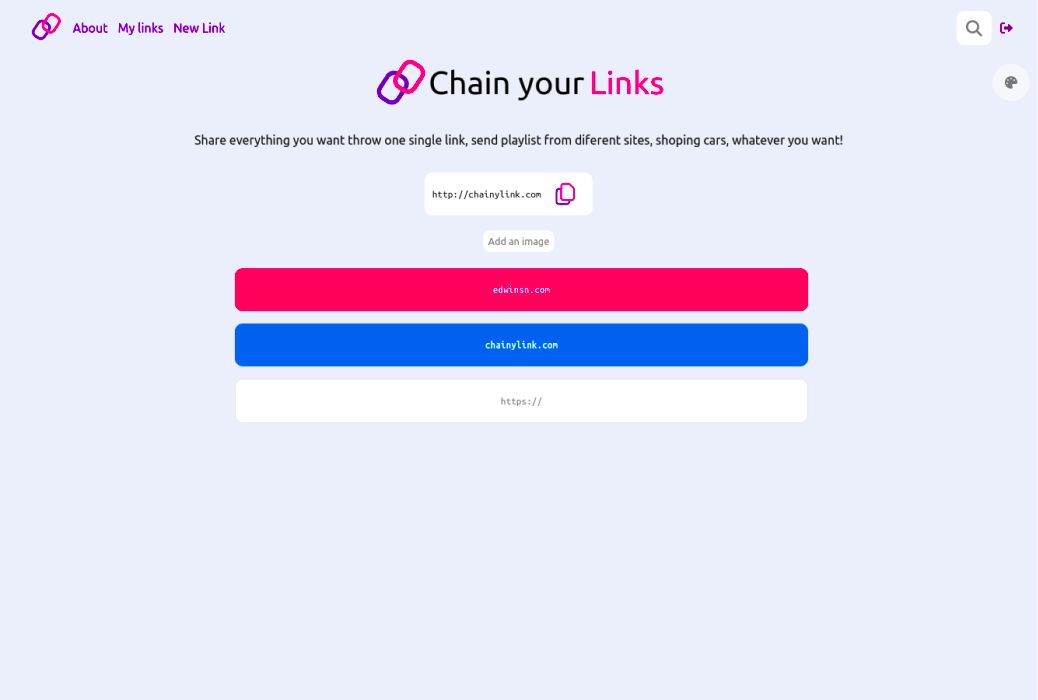 About My links New Link
Chain your Links
Share everything you want throw one single link, send playlist from diferent sites, shoping cars, whatever you want!
http://chainylink.com
Add an image
edwinsn.com
chainylink.com
https://